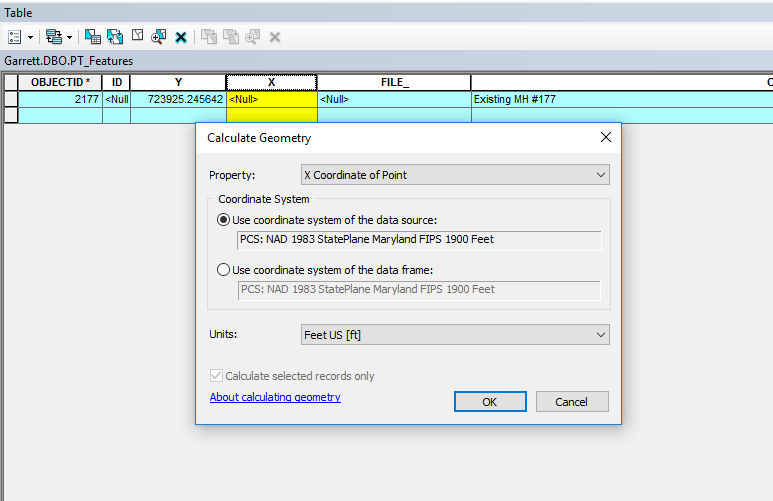 Table
Garrett.DBO.PT_Features
OBJECTID * ID Y X FILE_
2177 <Null 723925.245642 <Null> <Null> Existing MH #177
Calculate Geometry
Property: X Coordinate of Point
Coordinate System
Use coordinate system of the data source:
PCS: NAD 1983 StatePlane Maryland FIPS 1900 Feet
Use coordinate system of the data frame:
PCS: NAD 1983 StatePlane Maryland FIPS 1900 Feet
Units: Feet US [ft]
Calculate selected records only
About calculating geometry
OK Cancel